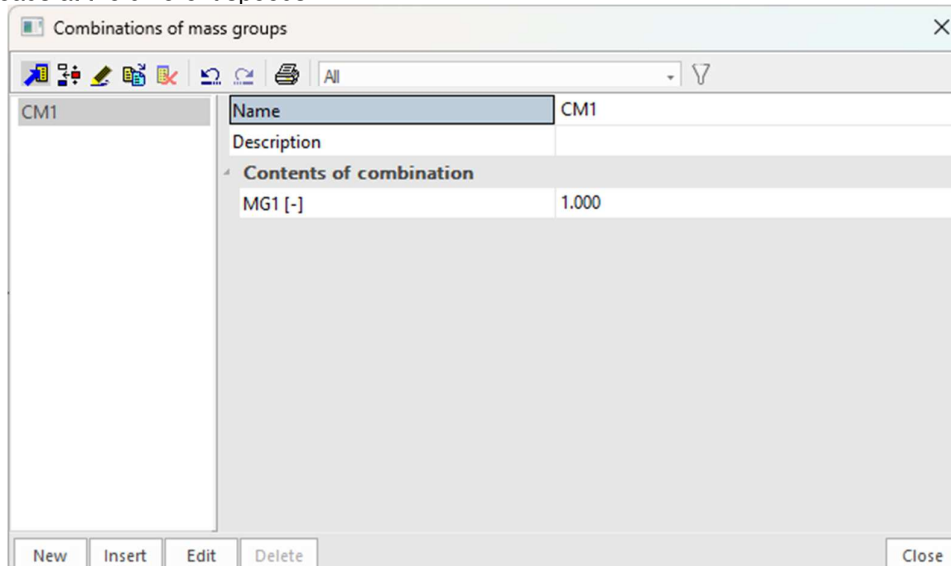 Combinations of mass groups
All
CM1
Name CM1
Description
Contents of combination
MG1 [-] 1.000
New Insert Edit Delete Close